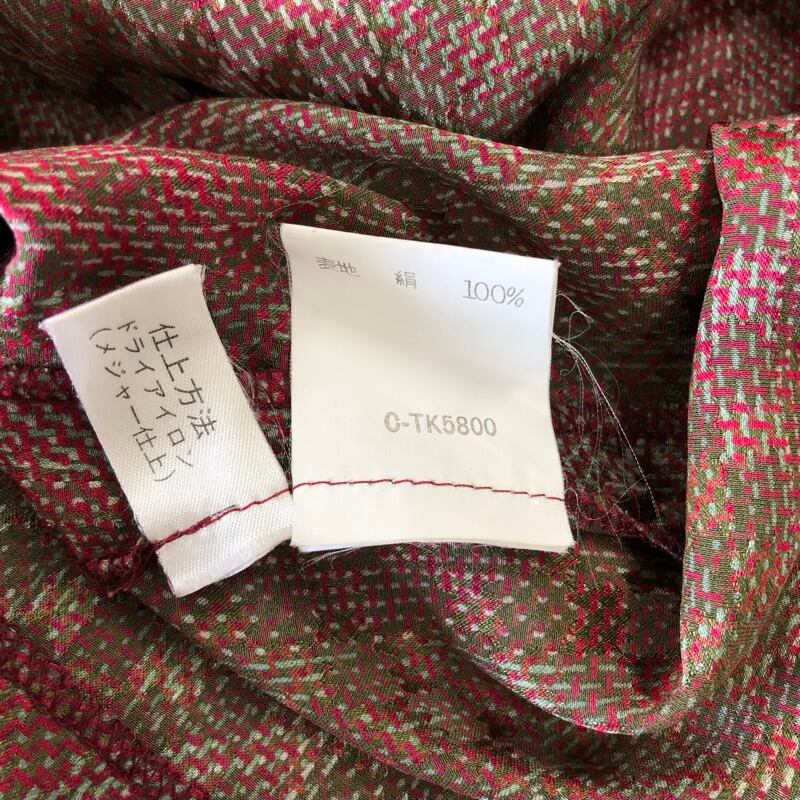 仕上方法
ドライアイロン
(メジャー仕上)
絹 100%
C-TK5800